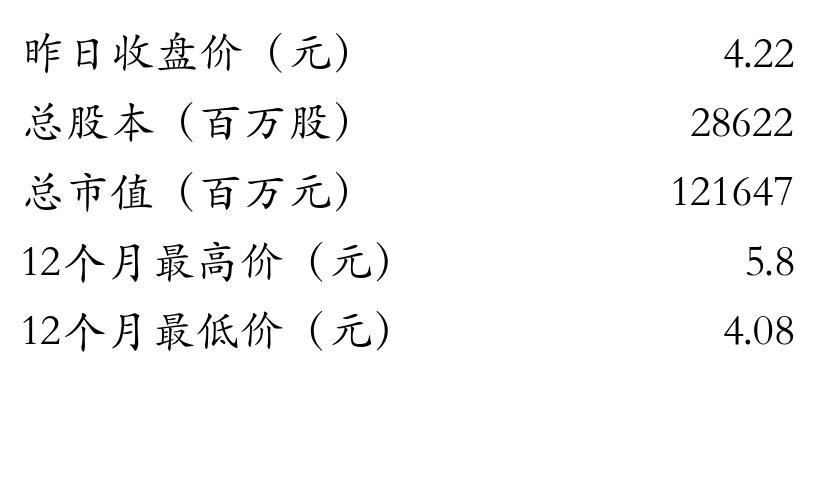 昨日收盘价（元） 4.22
总股本（百万股） 28622
总市值（百万元） 121647
12个月最高价（元） 5.8
12个月最低价（元） 4.08